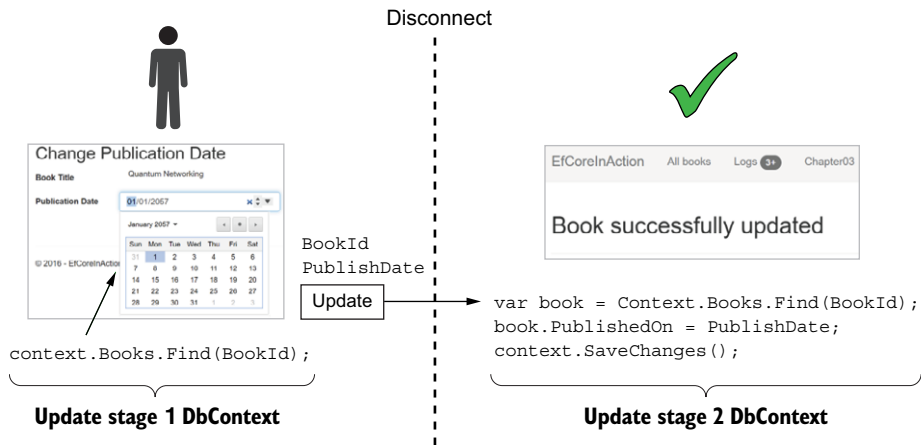 Disconnect
Change Publication Date
Book Title Quantum Networking
Publication Date 01/01/2057
January 2057
Sun Mon Tue Wed Thu Fri Sat
31 1 2 3 4 5 6
7 8 9 10 11 12 13
14 15 16 17 18 19 20
21 22 23 24 25 26 27
28 29 30 31 1 2 3
© 2016 - EfCoreInAction
BookId
PublishDate
Update
context.Books.Find(BookId);
Update stage 1 DbContext
EfCoreInAction All books Logs 3+ Chapter03
Book successfully updated
var book = Context.Books.Find(BookId);
book.PublishedOn = PublishDate;
context.SaveChanges();
Update stage 2 DbContext